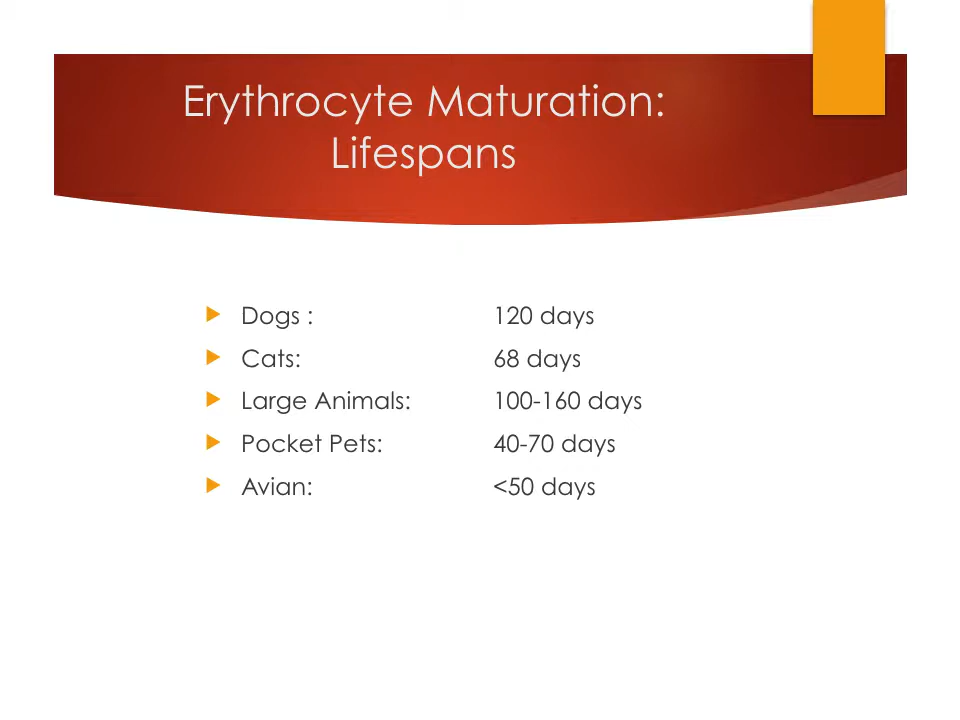 Erythrocyte Maturation:
Lifespans
Dogs : 120 days
Cats: 68 days
Large Animals: 100-160 days
Pocket Pets: 40-70 days
Avian: <50 days